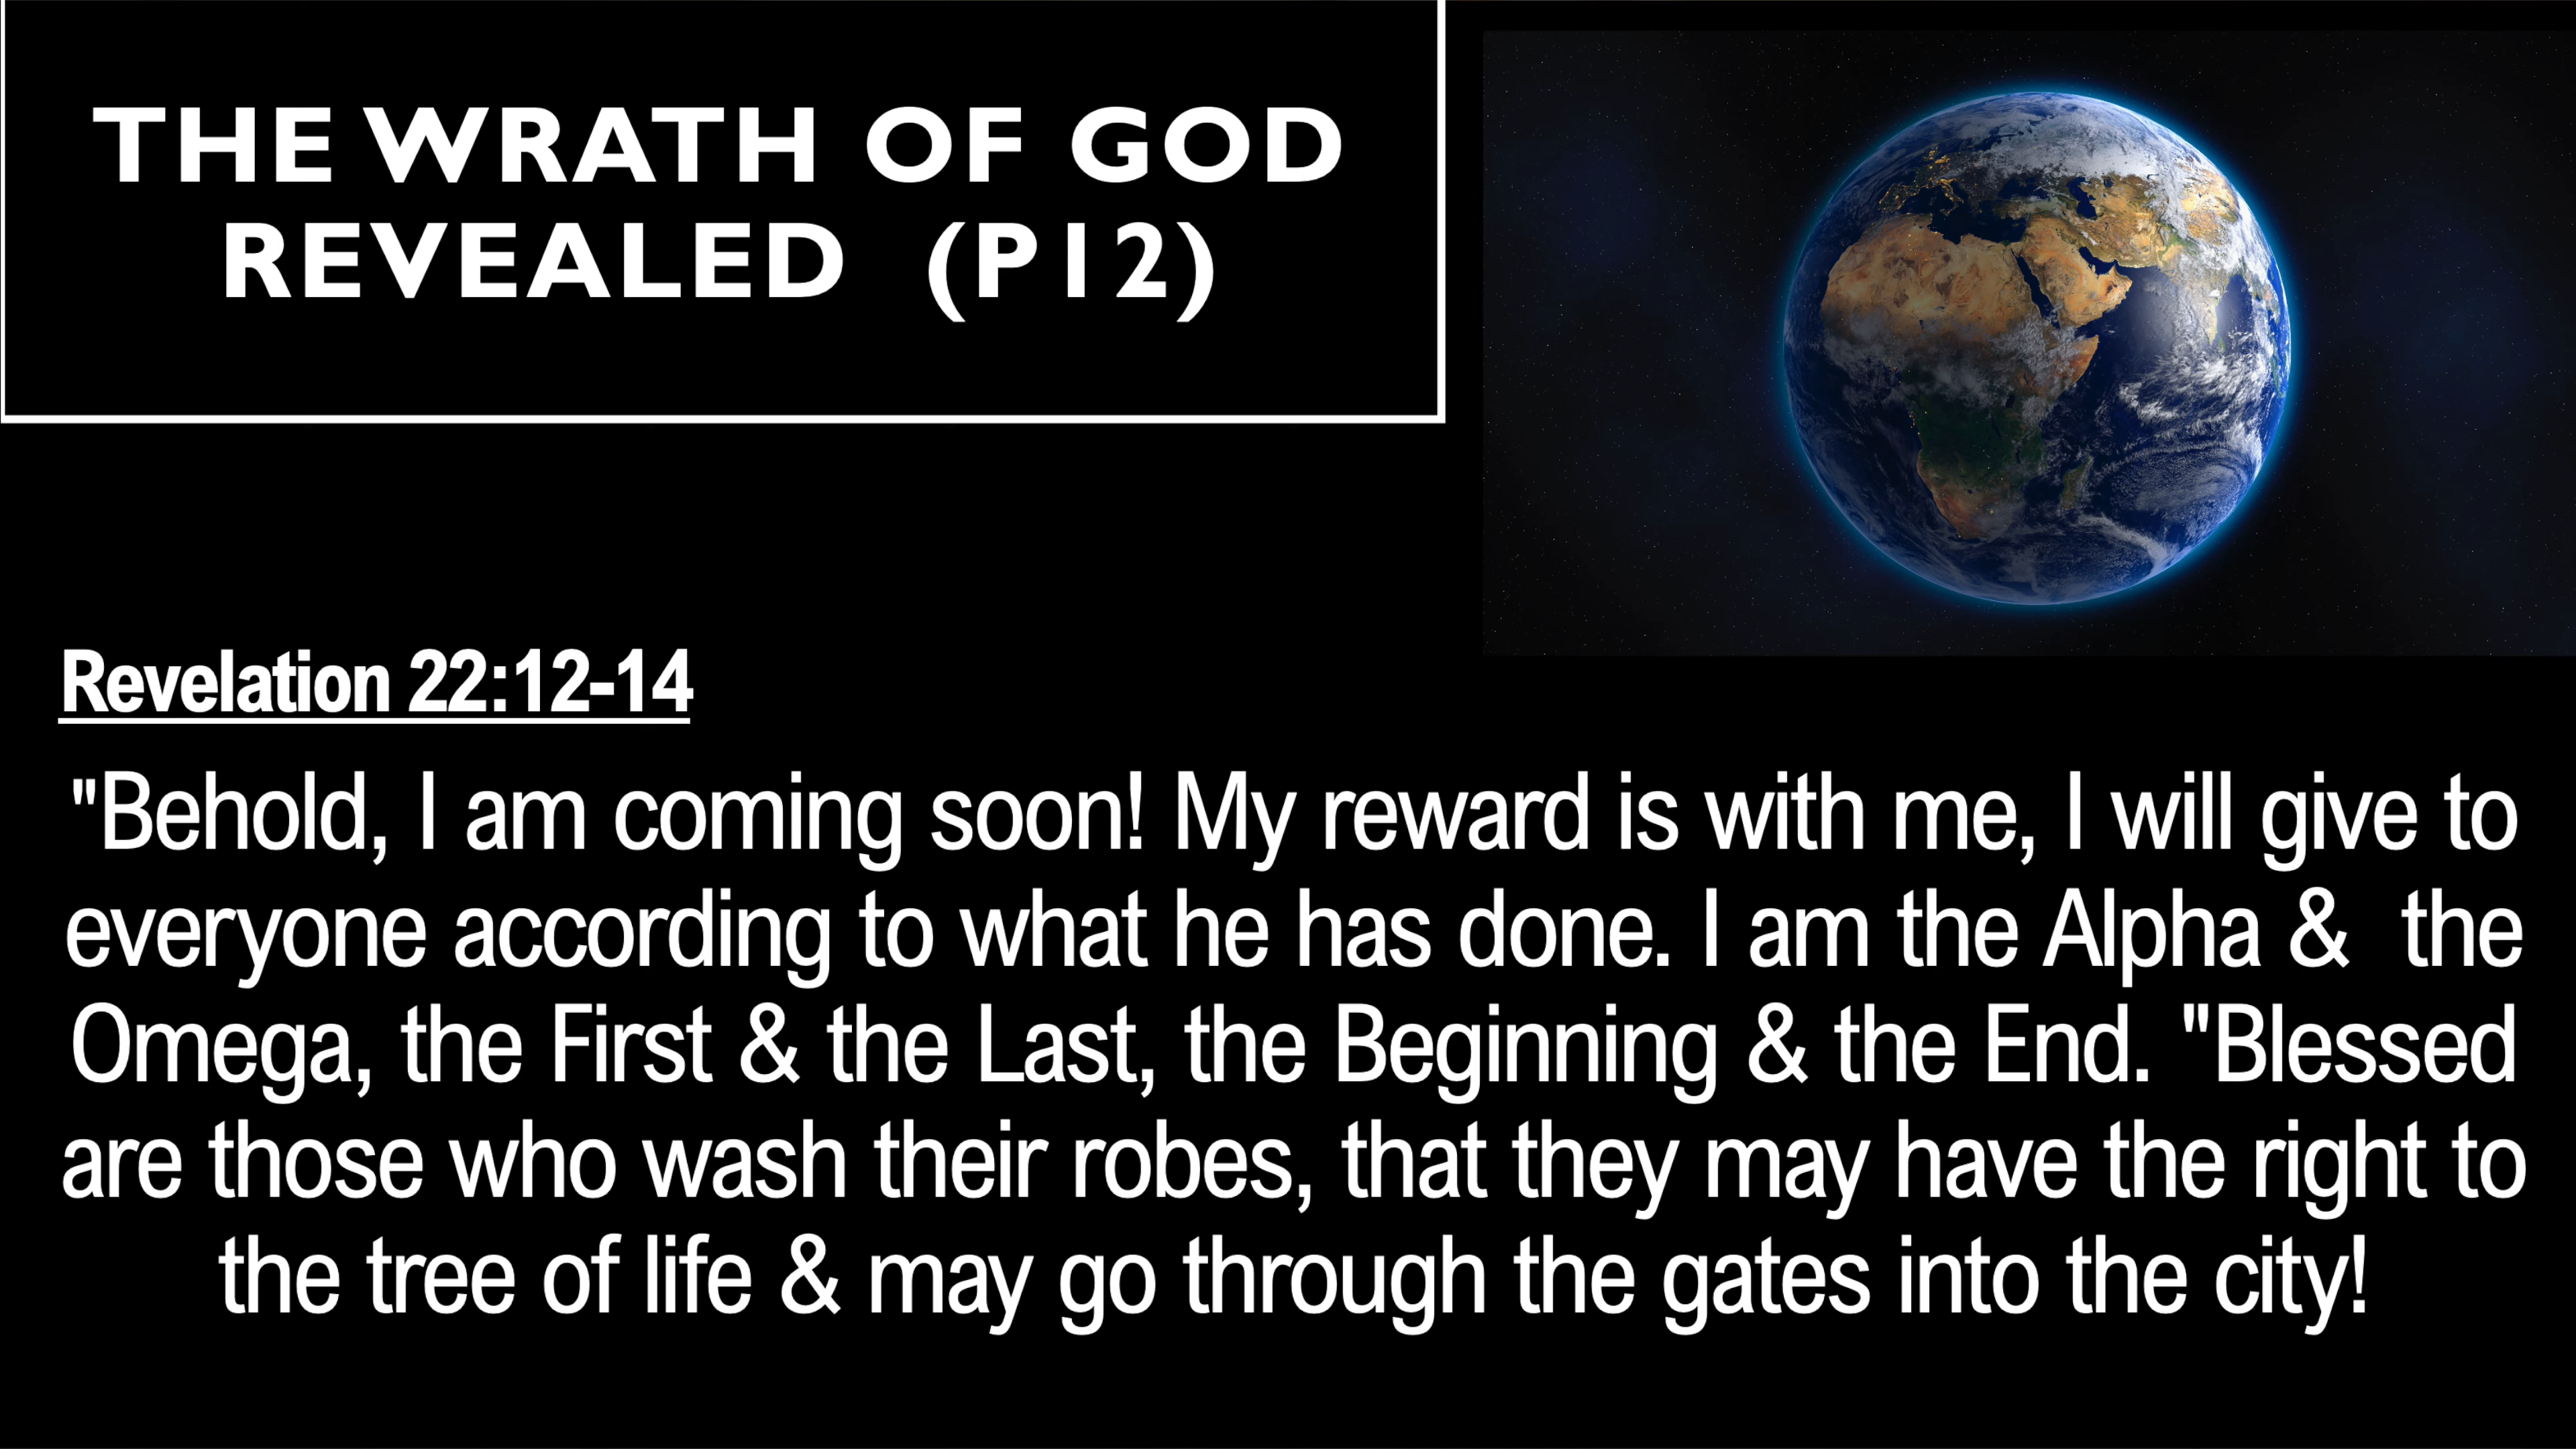 THE WRATH OF GOD
REVEALED (P12)
Revelation 22:12-14
"Behold, I am coming soon! My reward is with me, I will give to
everyone according to what he has done. I am the Alpha & the
Omega, the First & the Last, the Beginning & the End. "Blessed
are those who wash their robes, that they may have the right to
the tree of life & may go through the gates into the city!